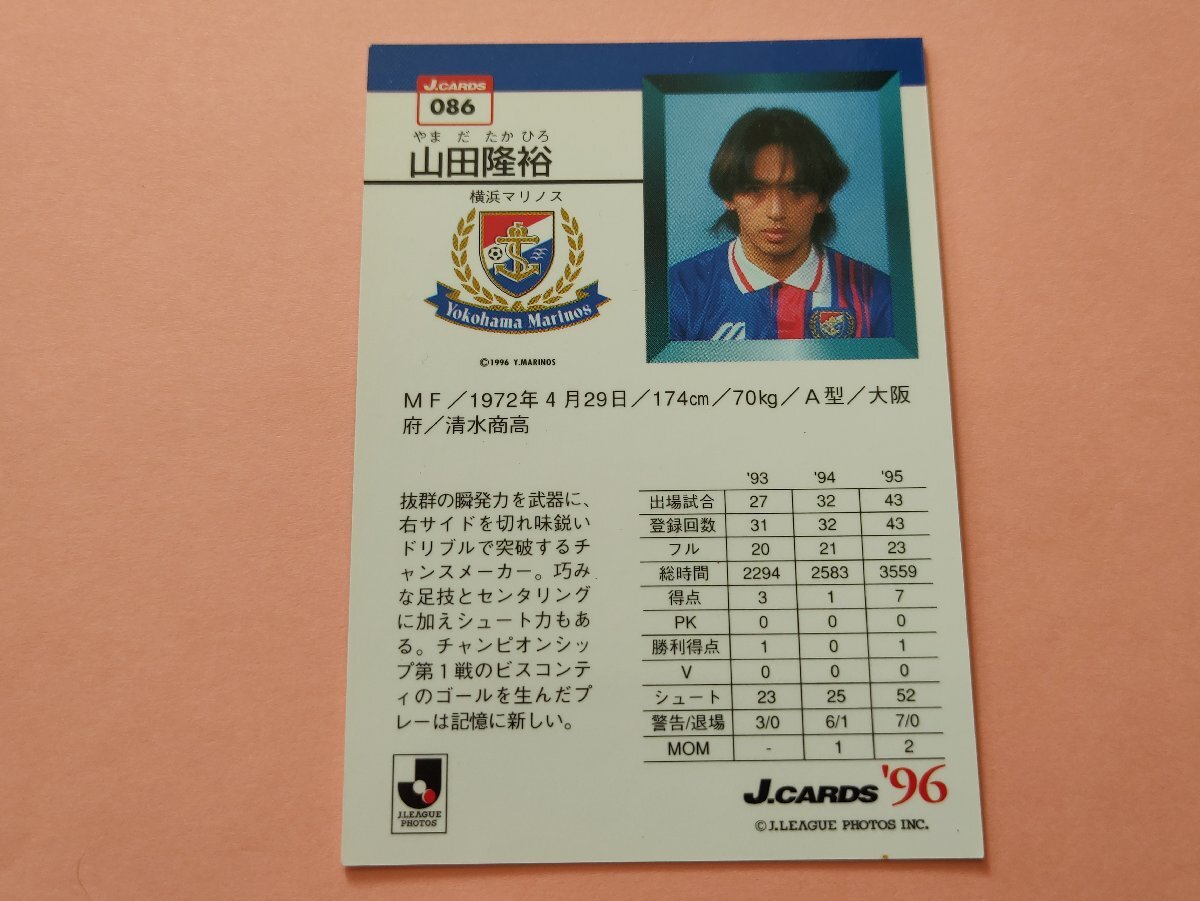 J.CARDS
086
やま だ たか ひろ
山田隆裕
横浜マリノス
Yokohama Marinos
©1996 Y.MARINOS
ＭＦ／1972年４月29日／174㎝／70㎏／Ａ型／大阪
府／清水商高
抜群の瞬発力を武器に、
右サイドを切れ味鋭い
ドリブルで突破するチ
ャンスメーカー。巧み
な足技とセンタリング
に加えシュート力もあ
る。チャンピオンシッ
プ第１戦のビスコンテ
ィのゴールを生んだプ
レーは記憶に新しい。
'93 '94 '95
出場試合 27 32 43
登録回数 31 32 43
フル 20 21 23
総時間 2294 2583 3559
得点 3 1 7
PK 0 0 0
勝利得点 1 0 1
V 0 0 0
シュート 23 25 52
警告/退場 3/0 6/1 7/0
MOM - 1 2
J.LEAGUE
PHOTOS
J.CARDS '96
©J.LEAGUE PHOTOS INC.